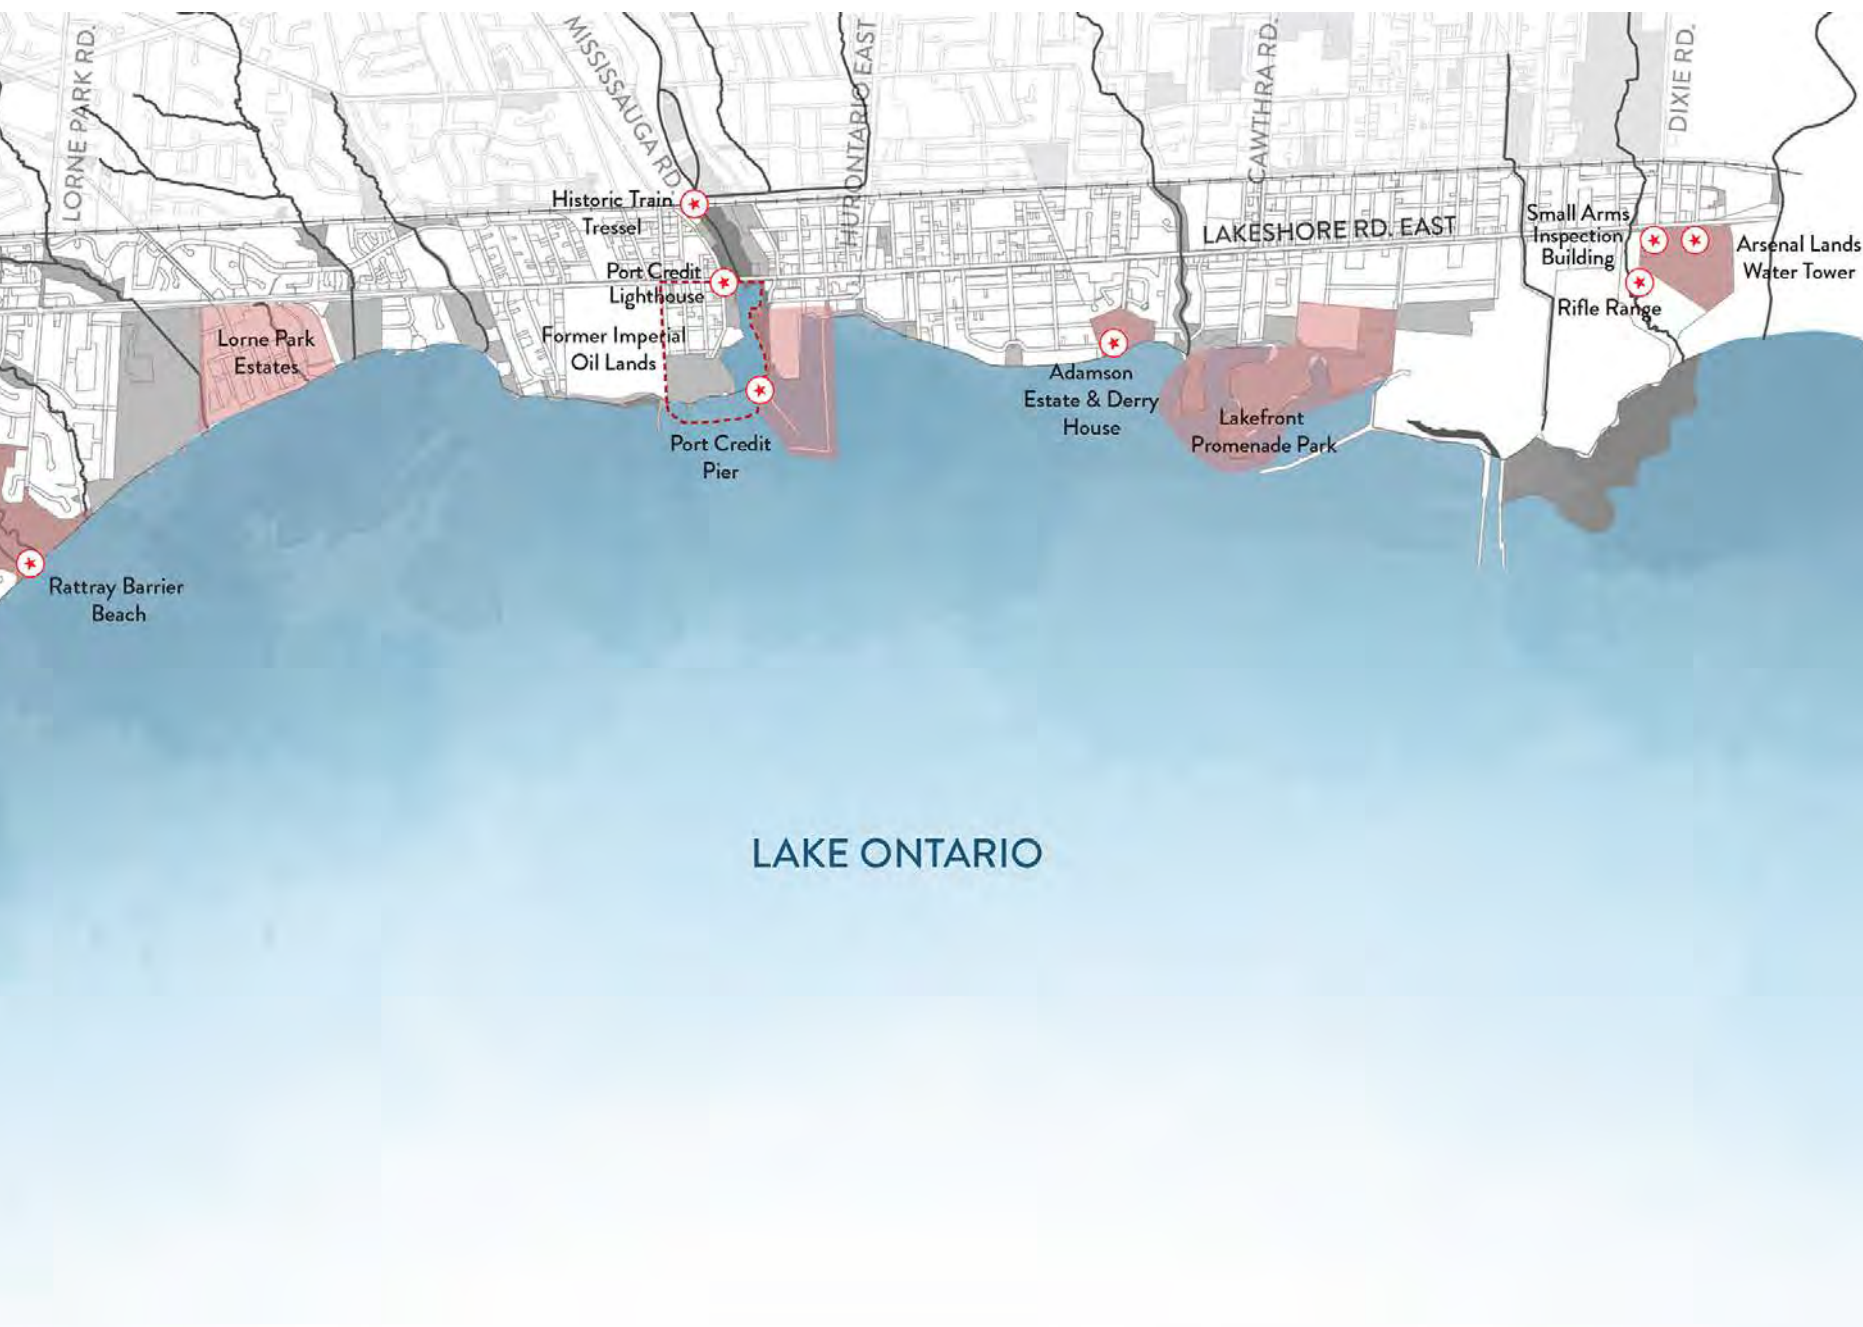 LORNE PARK RD.
MISSISSAUGA RD.
HURONTARIO EAST
CAWTHRA RD.
DIXIE RD.
Historic Train
Tressel
LAKESHORE RD. EAST
Small Arms
Inspection
Building
Arsenal Lands
Water Tower
Port Credit
Lighthouse
Rifle Range
Lorne Park
Estates
Former Imperial
Oil Lands
Adamson
Estate & Derry
House
Lakefront
Promenade Park
Port Credit
Pier
Rattray Barrier
Beach
LAKE ONTARIO